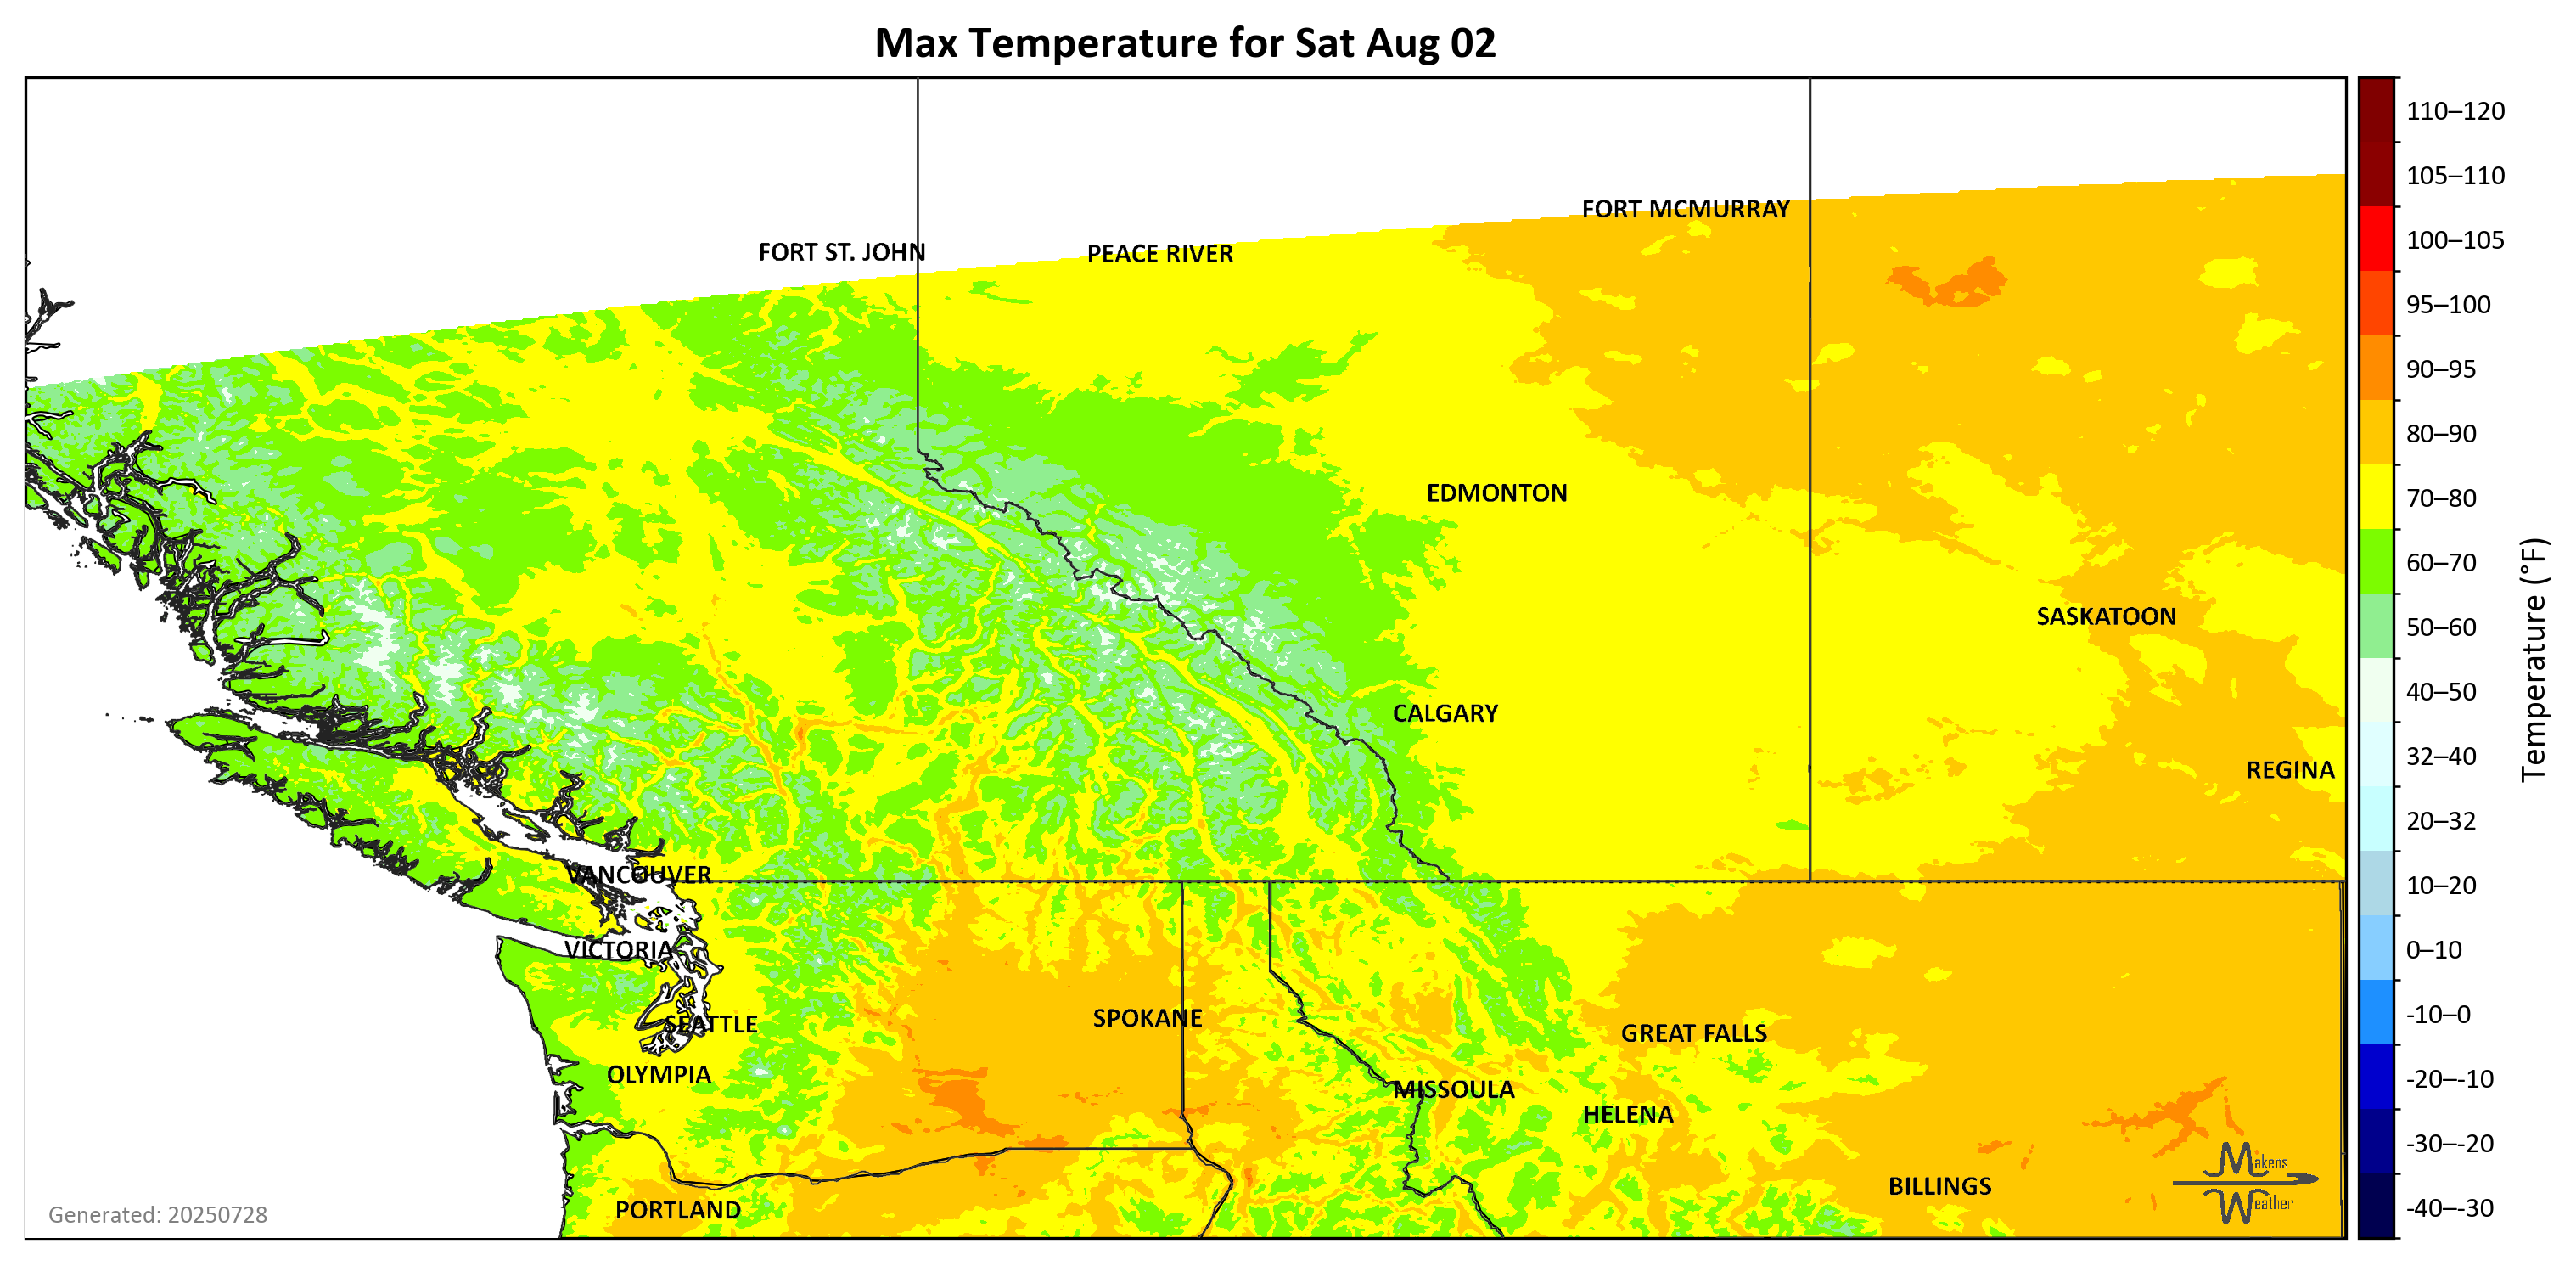 Max Temperature for Sat Aug 02
110–120
105–110
100–105
95–100
90–95
80–90
70–80
60–70
50–60
40–50
32–40
20–32
10–20
0–10
-10–0
-20–-10
-30–-20
-40–-30
Temperature (°F)
FORT MCMURRAY
FORT ST. JOHN
PEACE RIVER
EDMONTON
SASKATOON
CALGARY
REGINA
VANCOUVER
VICTORIA
SEATTLE
SPOKANE
GREAT FALLS
OLYMPIA
MISSOULA
HELENA
BILLINGS
PORTLAND
Makens
Weather
Generated: 20250728